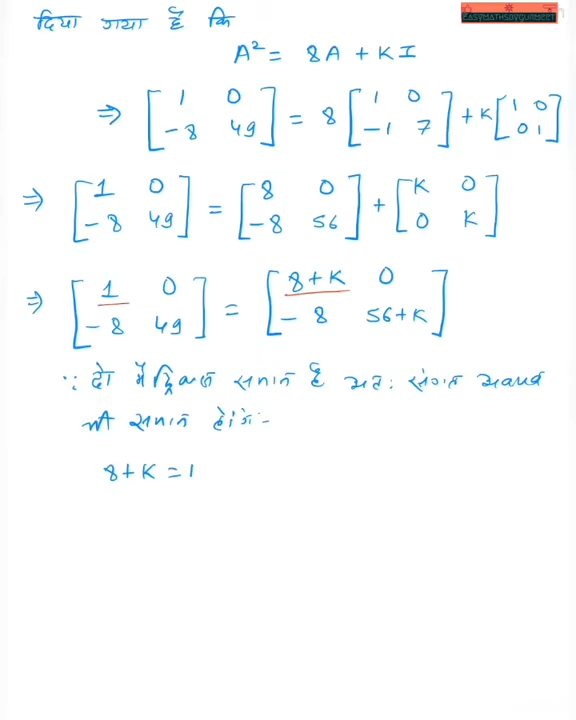 EASYMATHSBYGURMEET
दिया गया है कि
A² = 8A + KI
⇒ [1 0; -8 49] = 8 [1 0; -1 7] + K [1 0; 0 1]
⇒ [1 0; -8 49] = [8 0; -8 56] + [K 0; 0 K]
⇒ [1 0; -8 49] = [8+K 0; -8 56+K]
∵ दो मैट्रिक्स समान हैं अतः संगत अवयव
भी समान होंगे:-
8+K = 1